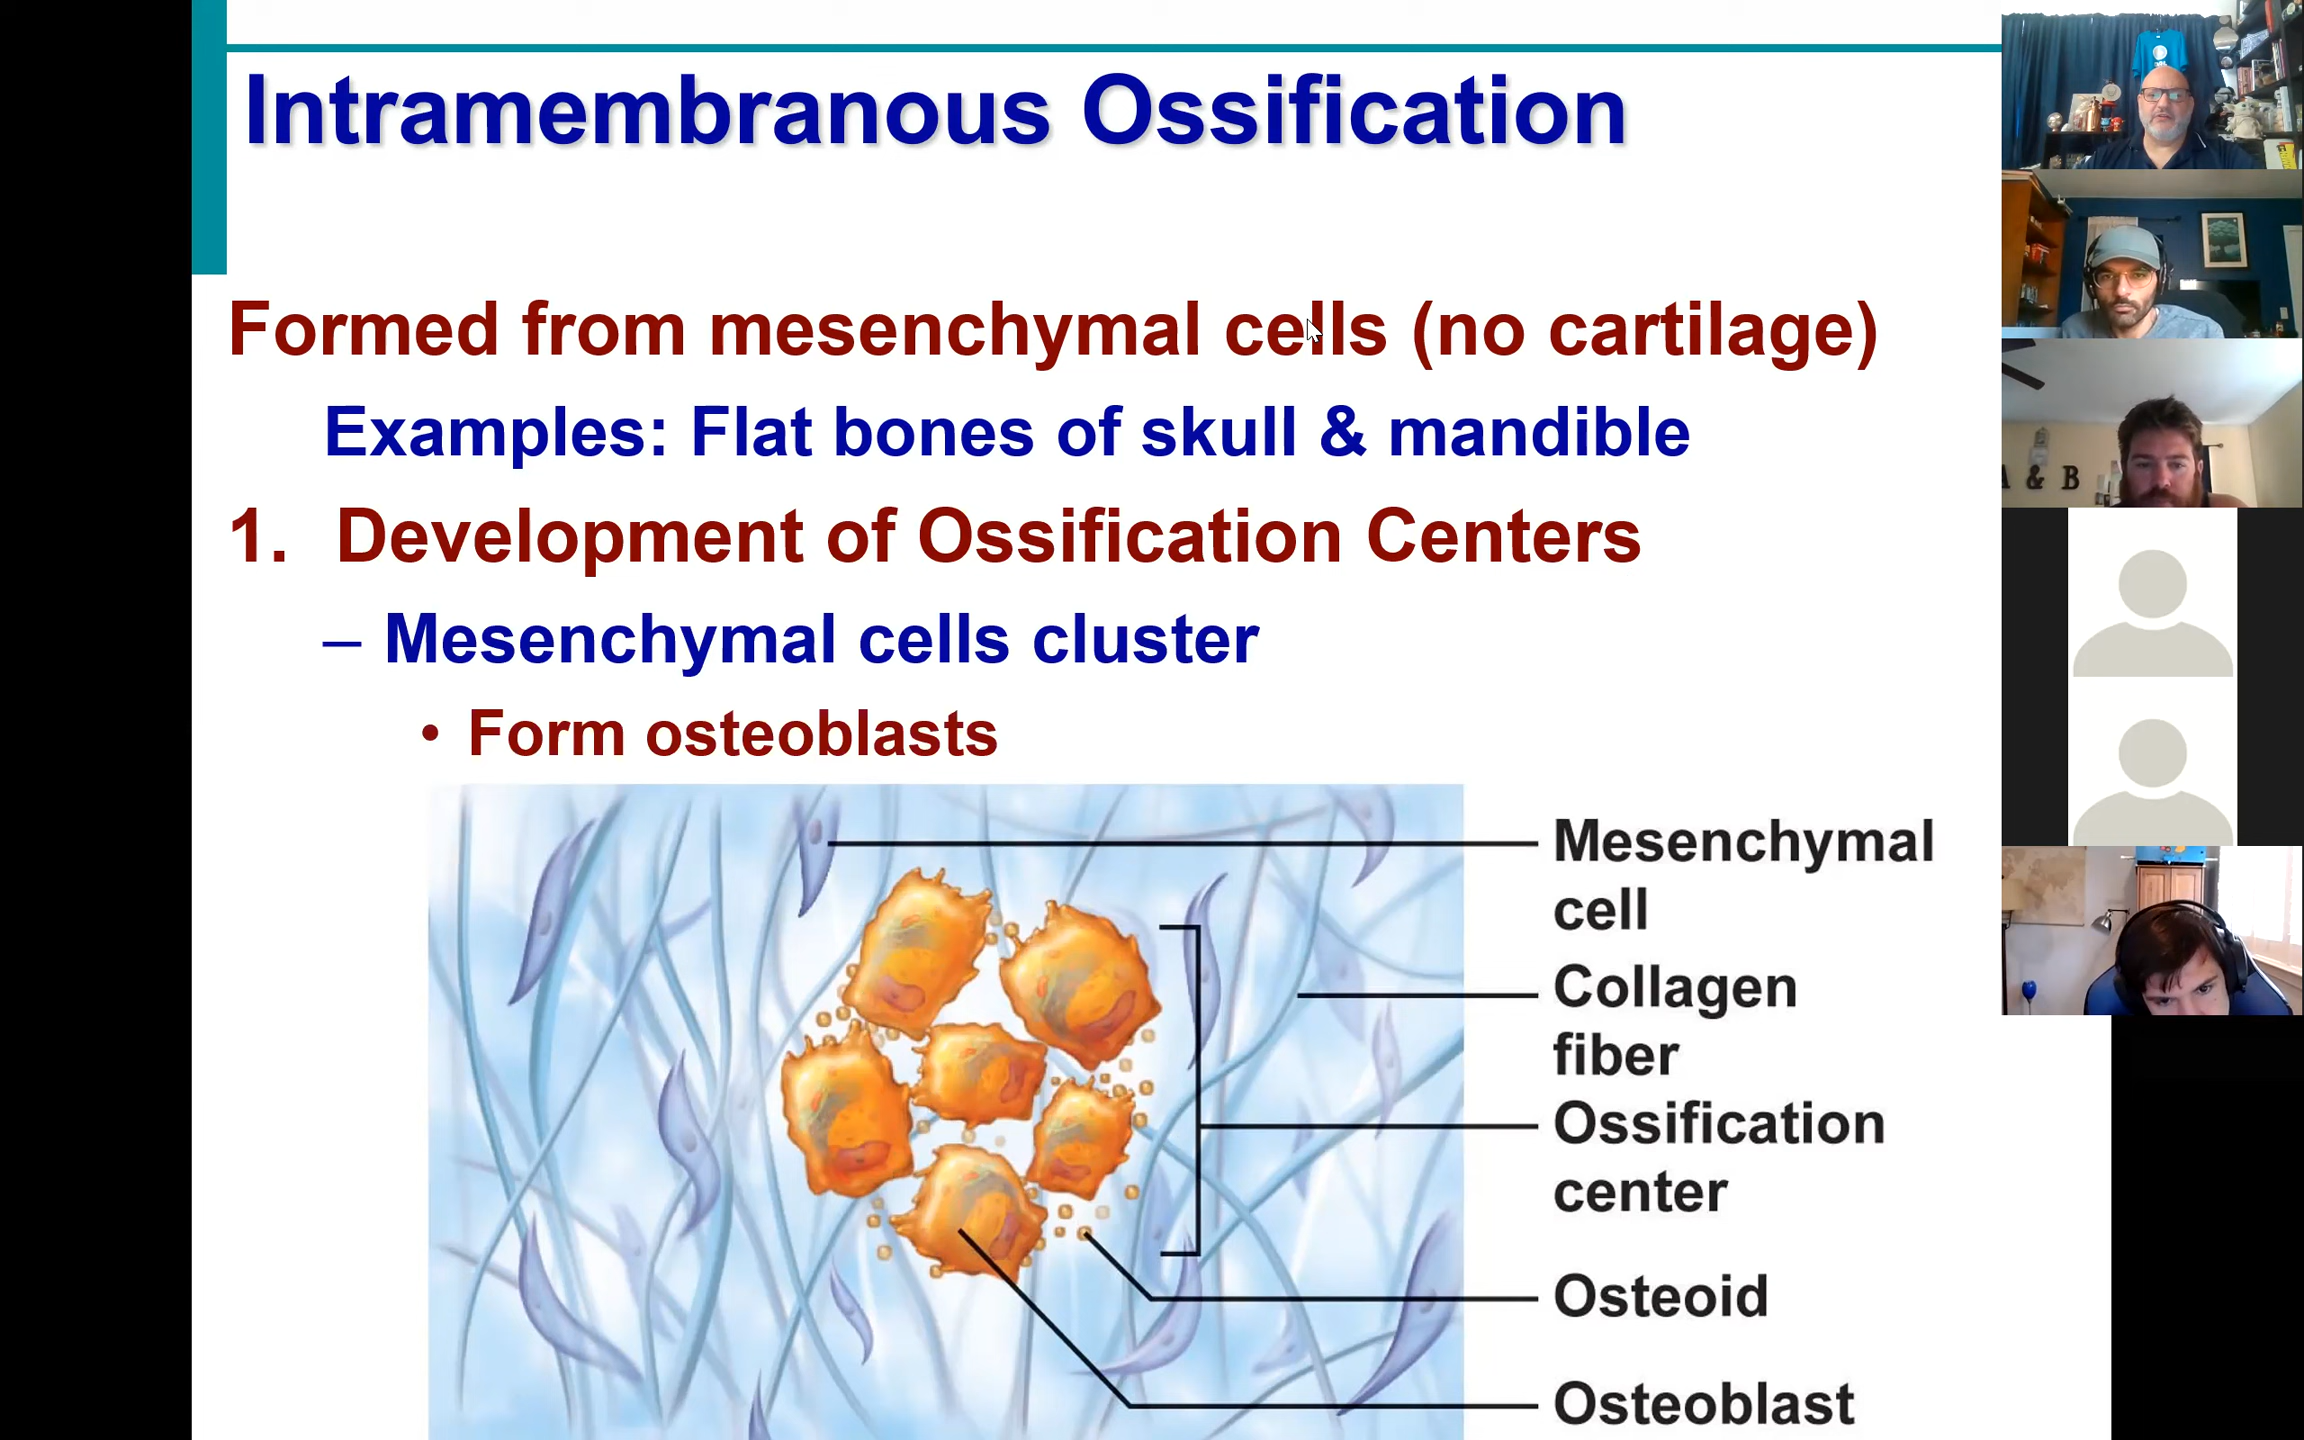 Intramembranous Ossification
Formed from mesenchymal cells (no cartilage)
Examples: Flat bones of skull & mandible
1. Development of Ossification Centers
– Mesenchymal cells cluster
• Form osteoblasts
Mesenchymal
cell
Collagen
fiber
Ossification
center
Osteoid
Osteoblast
& B